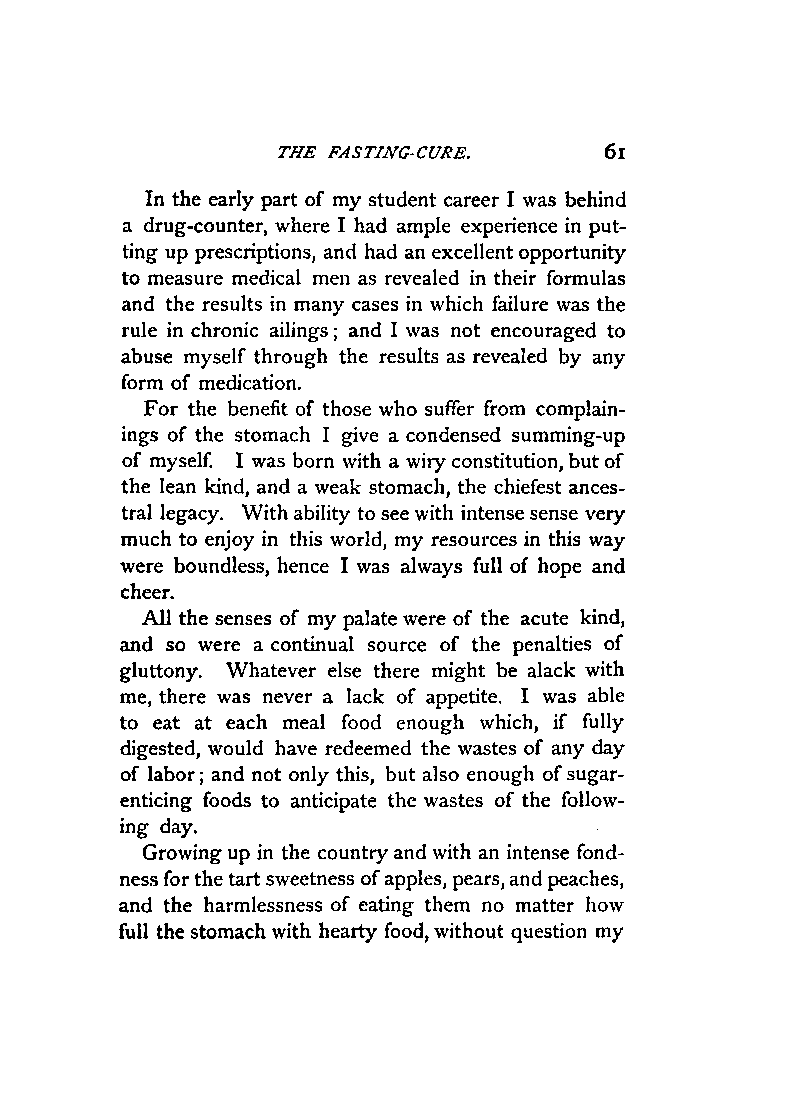 THE FASTING-CURE. 61
In the early part of my student career I was behind
a drug-counter, where I had ample experience in put-
ting up prescriptions, and had an excellent opportunity
to measure medical men as revealed in their formulas
and the results in many cases in which failure was the
rule in chronic ailings; and I was not encouraged to
abuse myself through the results as revealed by any
form of medication.
For the benefit of those who suffer from complain-
ings of the stomach I give a condensed summing-up
of myself. I was born with a wiry constitution, but of
the lean kind, and a weak stomach, the chiefest ances-
tral legacy. With ability to see with intense sense very
much to enjoy in this world, my resources in this way
were boundless, hence I was always full of hope and
cheer.
All the senses of my palate were of the acute kind,
and so were a continual source of the penalties of
gluttony. Whatever else there might be alack with
me, there was never a lack of appetite. I was able
to eat at each meal food enough which, if fully
digested, would have redeemed the wastes of any day
of labor; and not only this, but also enough of sugar-
enticing foods to anticipate the wastes of the follow-
ing day.
Growing up in the country and with an intense fond-
ness for the tart sweetness of apples, pears, and peaches,
and the harmlessness of eating them no matter how
full the stomach with hearty food, without question my